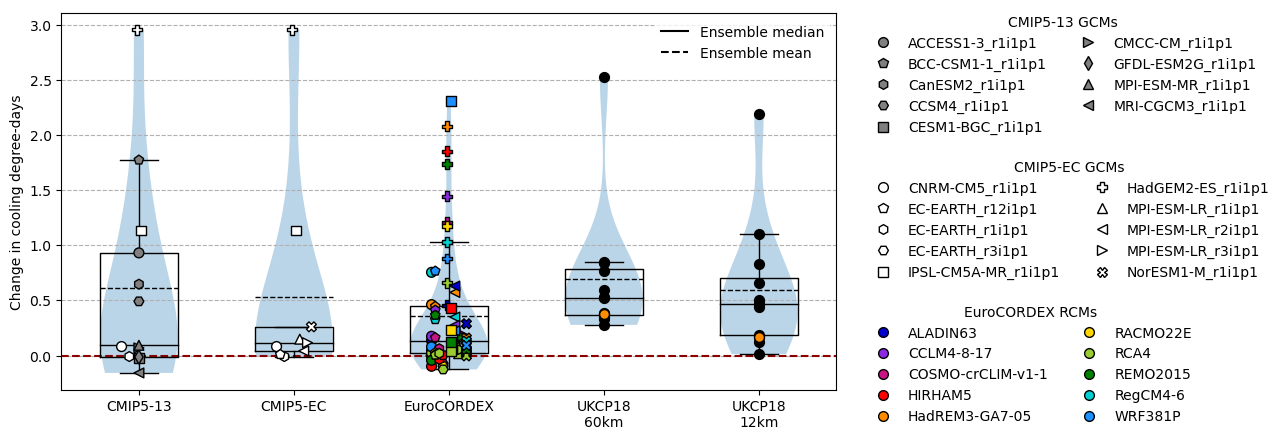 Change in cooling degree-days
3.0
2.5
2.0
1.5
1.0
0.5
0.0
Ensemble median
Ensemble mean
CMIP5-13
CMIP5-EC
EuroCORDEX
UKCP18
60km
UKCP18
12km
CMIP5-13 GCMs
ACCESS1-3_r1i1p1
BCC-CSM1-1_r1i1p1
CanESM2_r1i1p1
CCSM4_r1i1p1
CESM1-BGC_r1i1p1
CMCC-CM_r1i1p1
GFDL-ESM2G_r1i1p1
MPI-ESM-MR_r1i1p1
MRI-CGCM3_r1i1p1
CMIP5-EC GCMs
CNRM-CM5_r1i1p1
EC-EARTH_r12i1p1
EC-EARTH_r1i1p1
EC-EARTH_r3i1p1
IPSL-CM5A-MR_r1i1p1
HadGEM2-ES_r1i1p1
MPI-ESM-LR_r1i1p1
MPI-ESM-LR_r2i1p1
MPI-ESM-LR_r3i1p1
NorESM1-M_r1i1p1
EuroCORDEX RCMs
ALADIN63
CCLM4-8-17
COSMO-crCLIM-v1-1
HIRHAM5
HadREM3-GA7-05
RACMO22E
RCA4
REMO2015
RegCM4-6
WRF381P